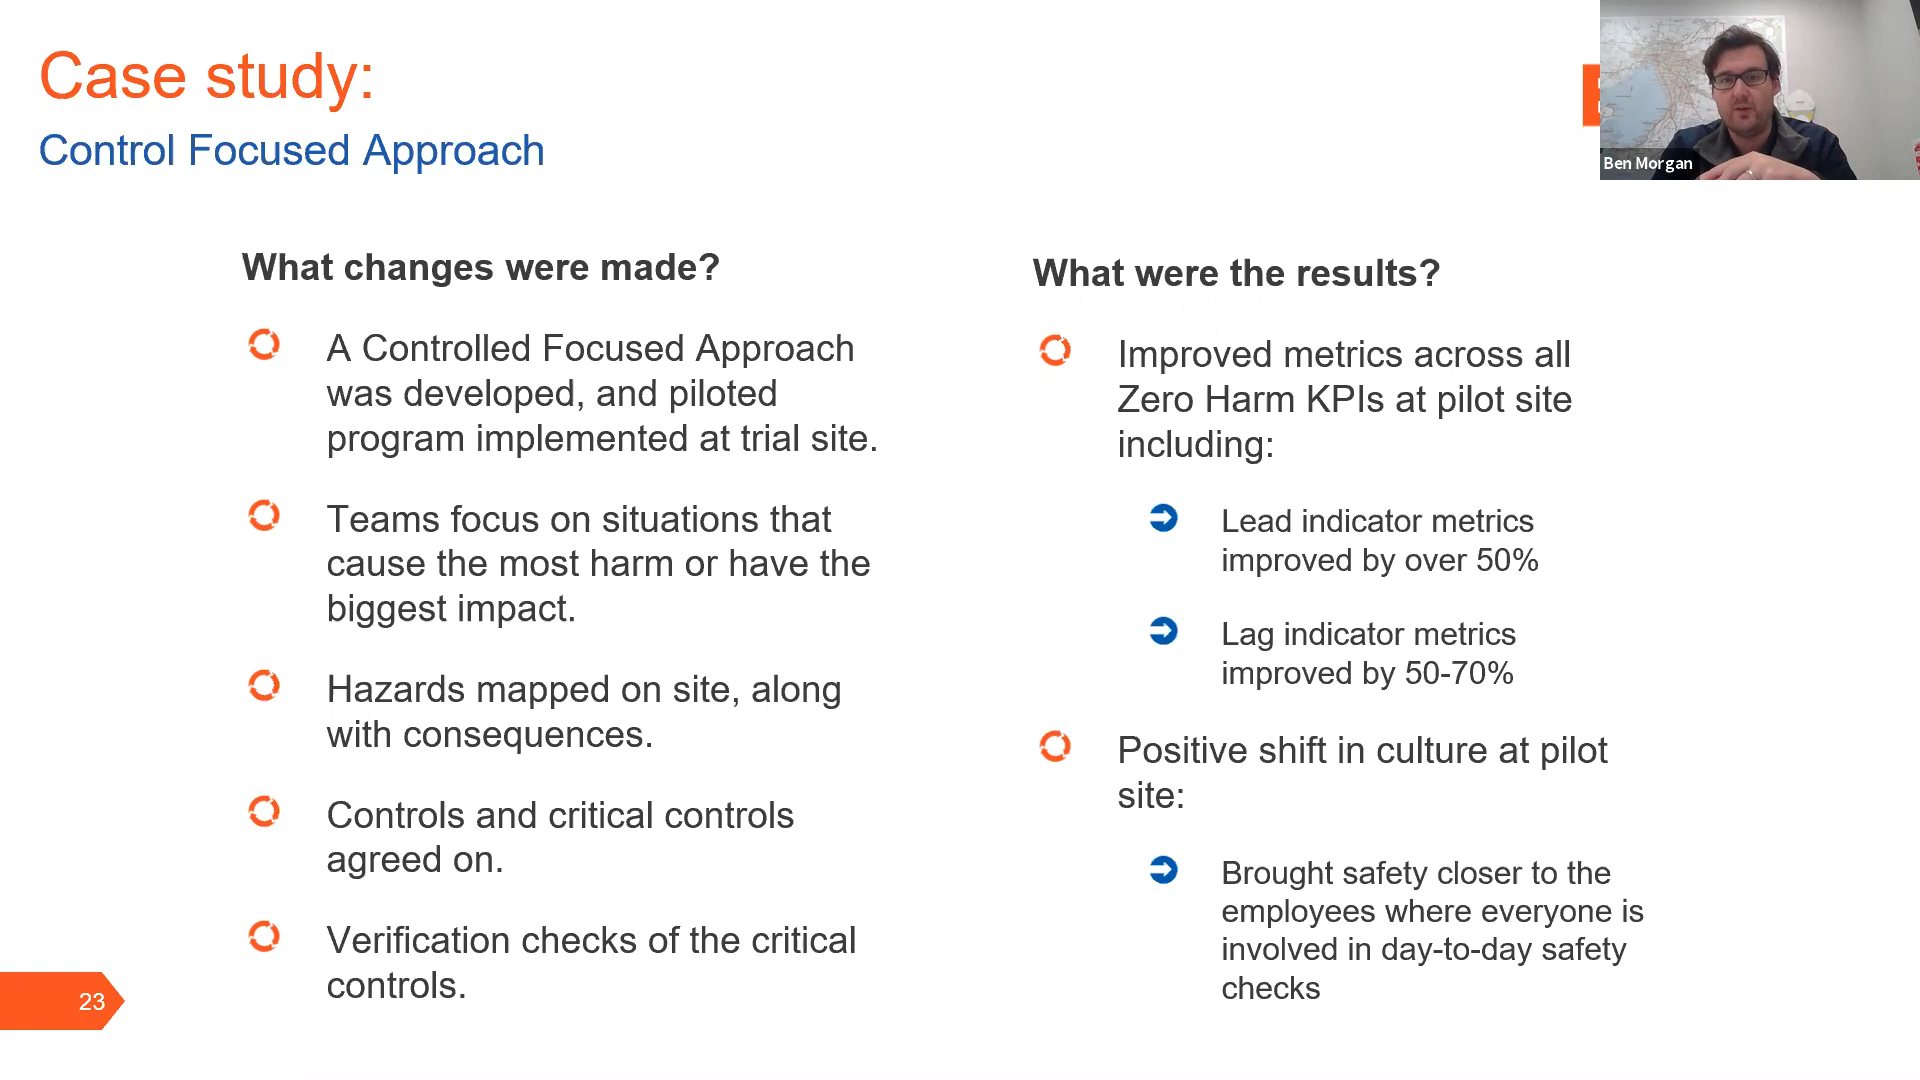 Case study:
Control Focused Approach
Ben Morgan
What changes were made?
A Controlled Focused Approach
was developed, and piloted
program implemented at trial site.
Teams focus on situations that
cause the most harm or have the
biggest impact.
Hazards mapped on site, along
with consequences.
Controls and critical controls
agreed on.
Verification checks of the critical
controls.
What were the results?
Improved metrics across all
Zero Harm KPIs at pilot site
including:
Lead indicator metrics
improved by over 50%
Lag indicator metrics
improved by 50-70%
Positive shift in culture at pilot
site:
Brought safety closer to the
employees where everyone is
involved in day-to-day safety
checks
23